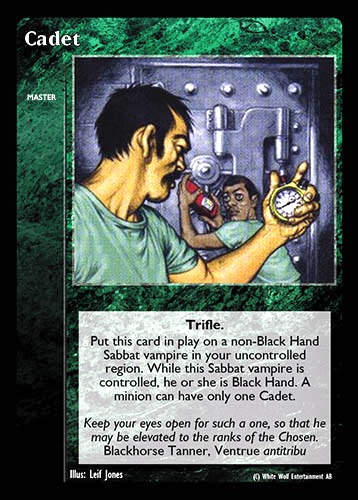 Cadet
MASTER
Trifle.
Put this card in play on a non-Black Hand
Sabbat vampire in your uncontrolled
region. While this Sabbat vampire is
controlled, he or she is Black Hand. A
minion can have only one Cadet.
Keep your eyes open for such a one, so that he
may be elevated to the ranks of the Chosen.
Blackhorse Tanner, Ventrue antitribu
Illus: Leif Jones
(C) White Wolf Entertainment AB